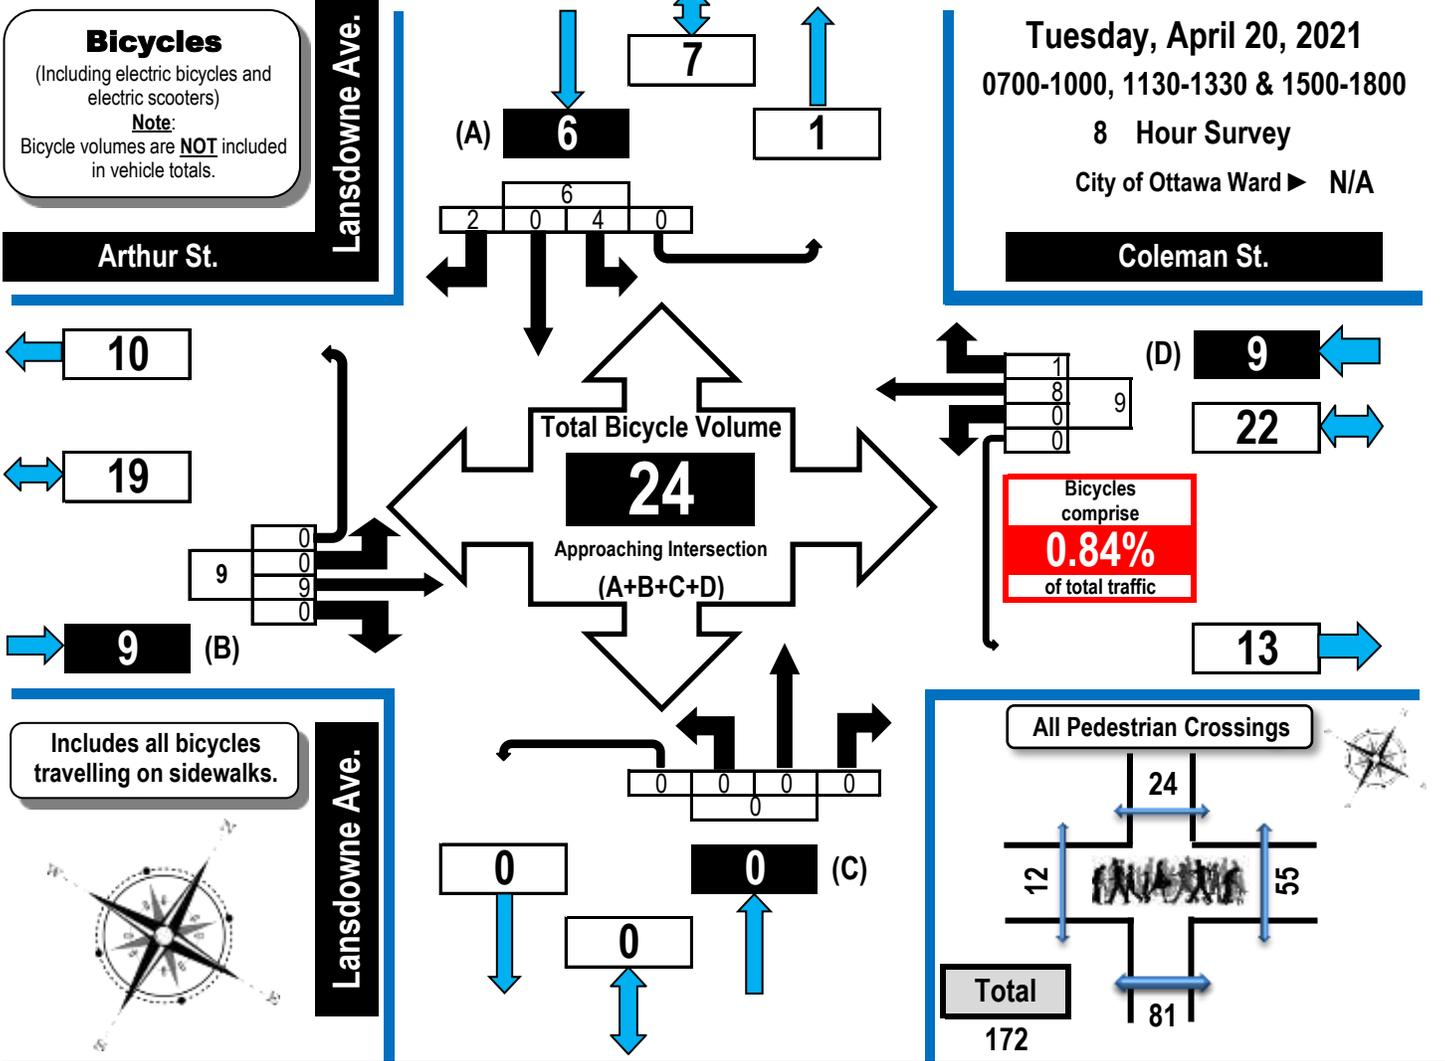 Bicycles
(Including electric bicycles and
electric scooters)
Note:
Bicycle volumes are NOT included
in vehicle totals.
Lansdowne Ave.
Arthur St.
7
(A) 6
1
6
2 0 4 0
Tuesday, April 20, 2021
0700-1000, 1130-1330 & 1500-1800
8 Hour Survey
City of Ottawa Ward N/A
Coleman St.
10
19
0
0
9
0
9
9 (B)
Total Bicycle Volume
24
Approaching Intersection
(A+B+C+D)
1
8
0
0
9
(D) 9
22
Bicycles
comprise
0.84%
of total traffic
13
Includes all bicycles
travelling on sidewalks.
Lansdowne Ave.
N
W
E
S
0 0 0 0
0
0
0 (C)
0
All Pedestrian Crossings
24
12
55
81
Total
172